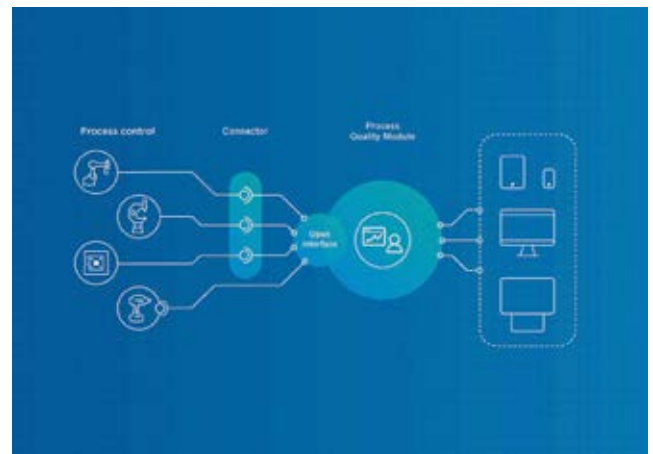 Process control
Connector
Process
Quality Module
Open
interface